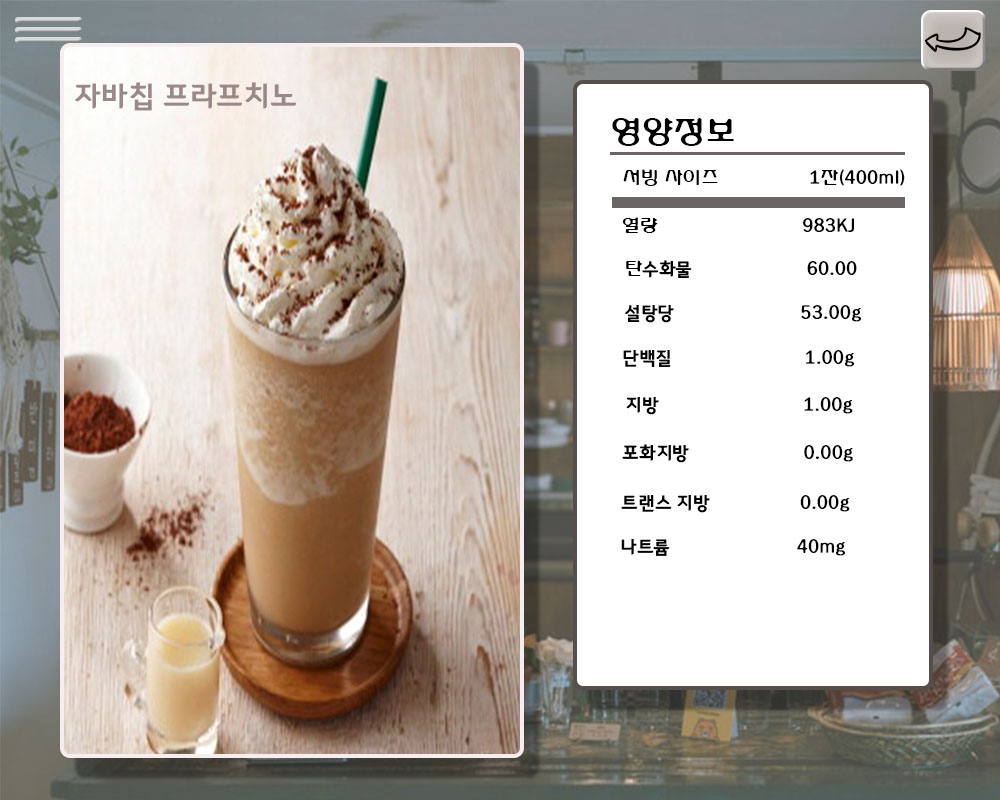 자바칩 프라프치노
영양정보
서빙 사이즈 1잔(400ml)
열량 983KJ
탄수화물 60.00
설탕당 53.00g
단백질 1.00g
지방 1.00g
포화지방 0.00g
트랜스 지방 0.00g
나트륨 40mg